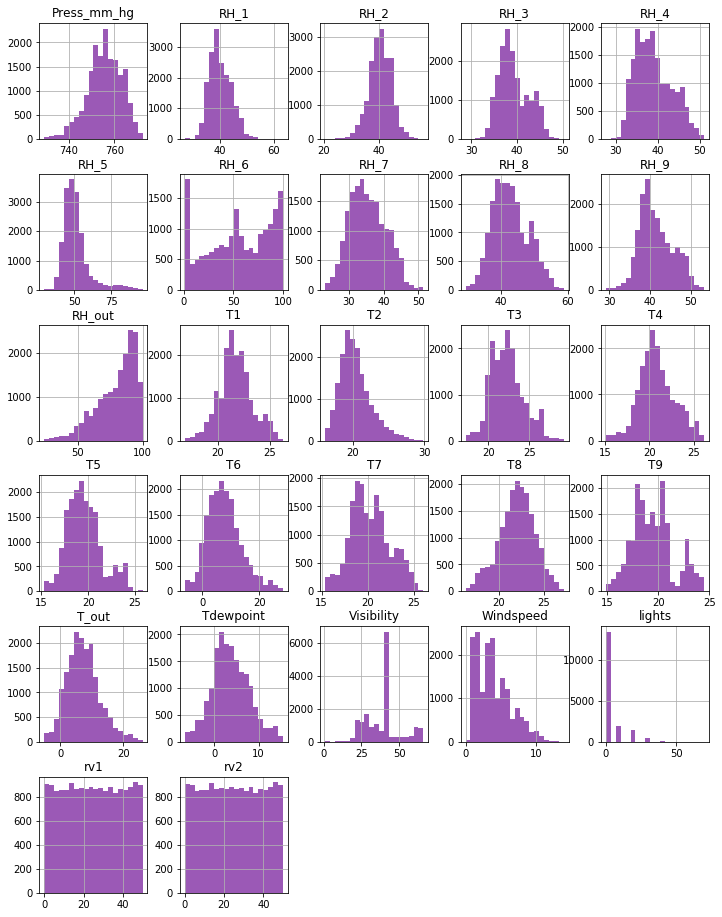 Press_mm_hg RH_1 RH_2 RH_3 RH_4
2000 1500 1000 500 0 740 760
3000 2000 1000 0 40 60
3000 2000 1000 0 20 40
2000 1000 0 30 40 50
2000 1500 1000 500 0 30 40 50
RH_5 RH_6 RH_7 RH_8 RH_9
3000 2000 1000 0 50 75
1500 1000 500 0 0 50 100
1500 1000 500 0 30 40 50
2000 1500 1000 500 0 40 60
2000 1000 0 30 40 50
RH_out T1 T2 T3 T4
2000 1000 0 50 100
2000 1000 0 20 25
2000 1000 0 20 30
2000 1000 0 20 25
2000 1000 0 15 20 25
T5 T6 T7 T8 T9
2000 1500 1000 500 0 15 20 25
2000 1500 1000 500 0 0 20
2000 1500 1000 500 0 15 20 25
2000 1500 1000 500 0 20 25
2000 1500 1000 500 0 15 20 25
T_out Tdewpoint Visibility Windspeed lights
2000 1500 1000 500 0 0 20
2000 1500 1000 500 0 0 10
6000 4000 2000 0 0 25 50
2000 1000 0 0 10
10000 5000 0 0 50
rv1 rv2
800 600 400 200 0 0 20 40
800 600 400 200 0 0 20 40